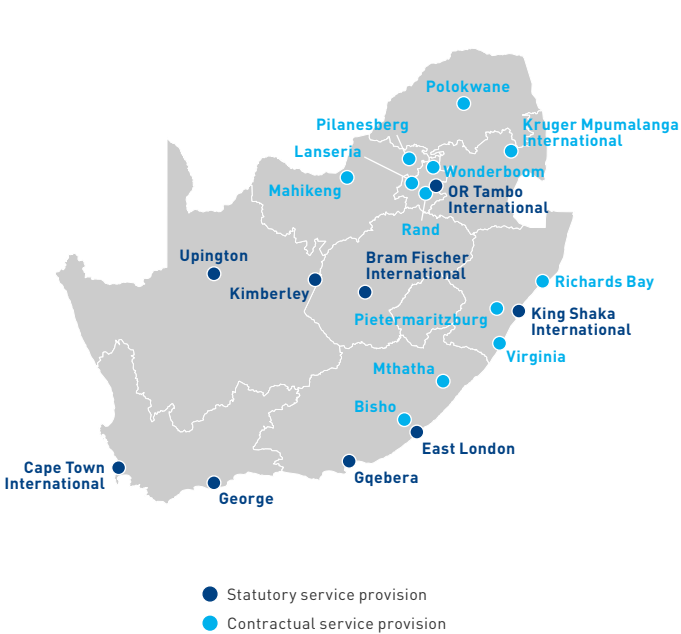 Polokwane
Pilanesberg
Kruger Mpumalanga
International
Lanseria
Wonderboom
Mahikeng
OR Tambo
International
Rand
Upington
Bram Fischer
International
Kimberley
Richards Bay
Pietermaritzburg
King Shaka
International
Virginia
Mthatha
Bisho
East London
Cape Town
International
Gqebera
George
Statutory service provision
Contractual service provision